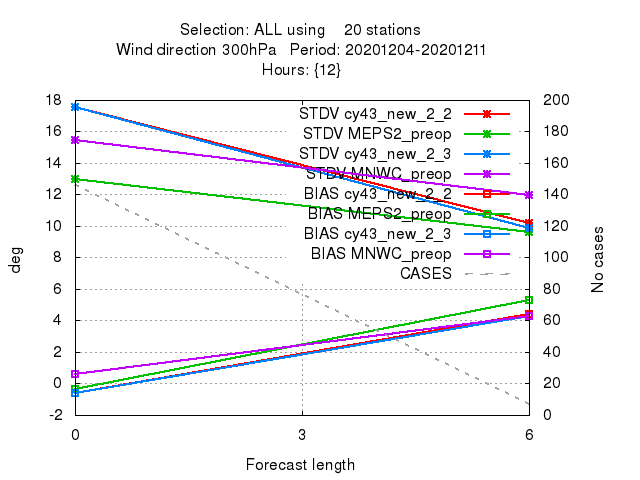 Selection: ALL using 20 stations
Wind direction 300hPa Period: 20201204-20201211
Hours: {12}
18 200
16 180
14 160
12 140
10 120
8 100
6 80
4 60
2 40
0 20
-2 0
deg
No cases
STDV cy43_new_2_2
STDV MEPS2_preop
STDV cy43_new_2_3
STDV MNWC_preop
BIAS cy43_new_2_2
BIAS MEPS2_preop
BIAS cy43_new_2_3
BIAS MNWC_preop
CASES
0 3 6
Forecast length